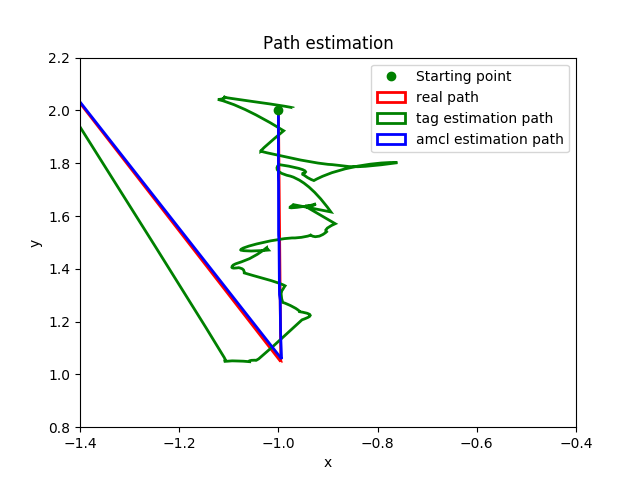 Path estimation
Starting point
real path
tag estimation path
amcl estimation path
2.2
2.0
1.8
1.6
1.4
1.2
1.0
0.8
y
−1.4 −1.2 −1.0 −0.8 −0.6 −0.4
x